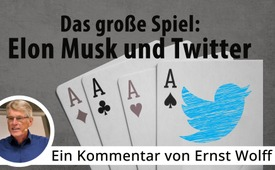 Das große Spiel:
Elon Musk und Twitter
A
A
A
A
Ein Kommentar von Ernst Wolff